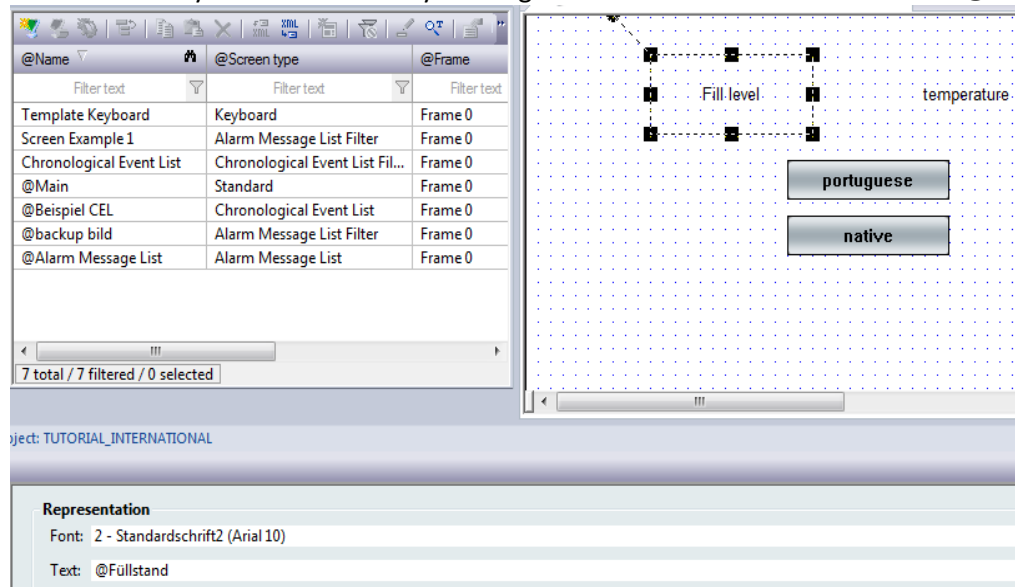 XML XML
@Name @Screen type @Frame
Filter text Filter text Filter text
Template Keyboard Keyboard Frame 0
Screen Example 1 Alarm Message List Filter Frame 0
Chronological Event List Chronological Event List Fil... Frame 0
@Main Standard Frame 0
@Beispiel CEL Chronological Event List Frame 0
@backup bild Alarm Message List Filter Frame 0
@Alarm Message List Alarm Message List Frame 0
7 total / 7 filtered / 0 selected
Fill level temperature
portuguese
native
ject: TUTORIAL_INTERNATIONAL
Representation
Font: 2 - Standardschrift2 (Arial 10)
Text: @Füllstand